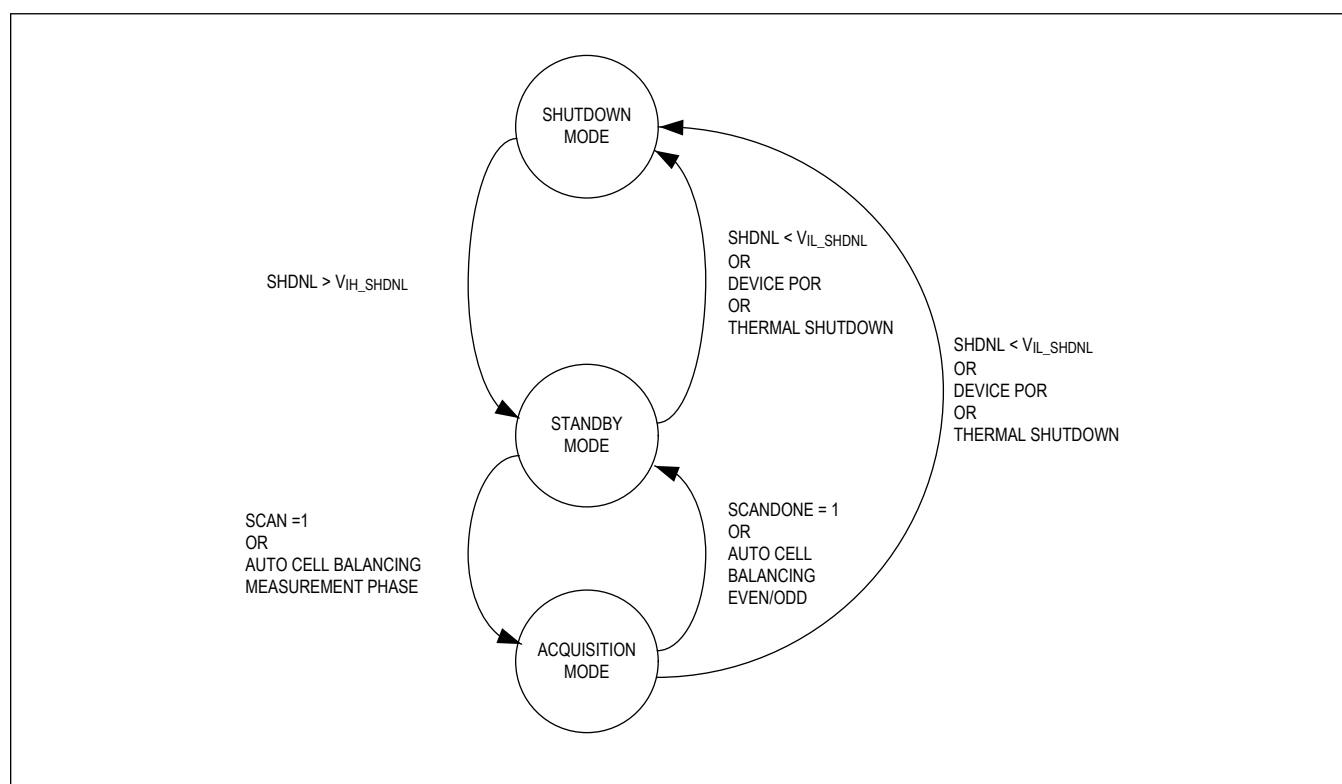 SHUTDOWN
MODE
SHDNL > VIH_SHDNL
SHDNL < VIL_SHDNL
OR
DEVICE POR
OR
THERMAL SHUTDOWN
SHDNL < VIL_SHDNL
OR
DEVICE POR
OR
THERMAL SHUTDOWN
STANDBY
MODE
SCAN =1
OR
AUTO CELL BALANCING
MEASUREMENT PHASE
SCANDONE = 1
OR
AUTO CELL
BALANCING
EVEN/ODD
ACQUISITION
MODE